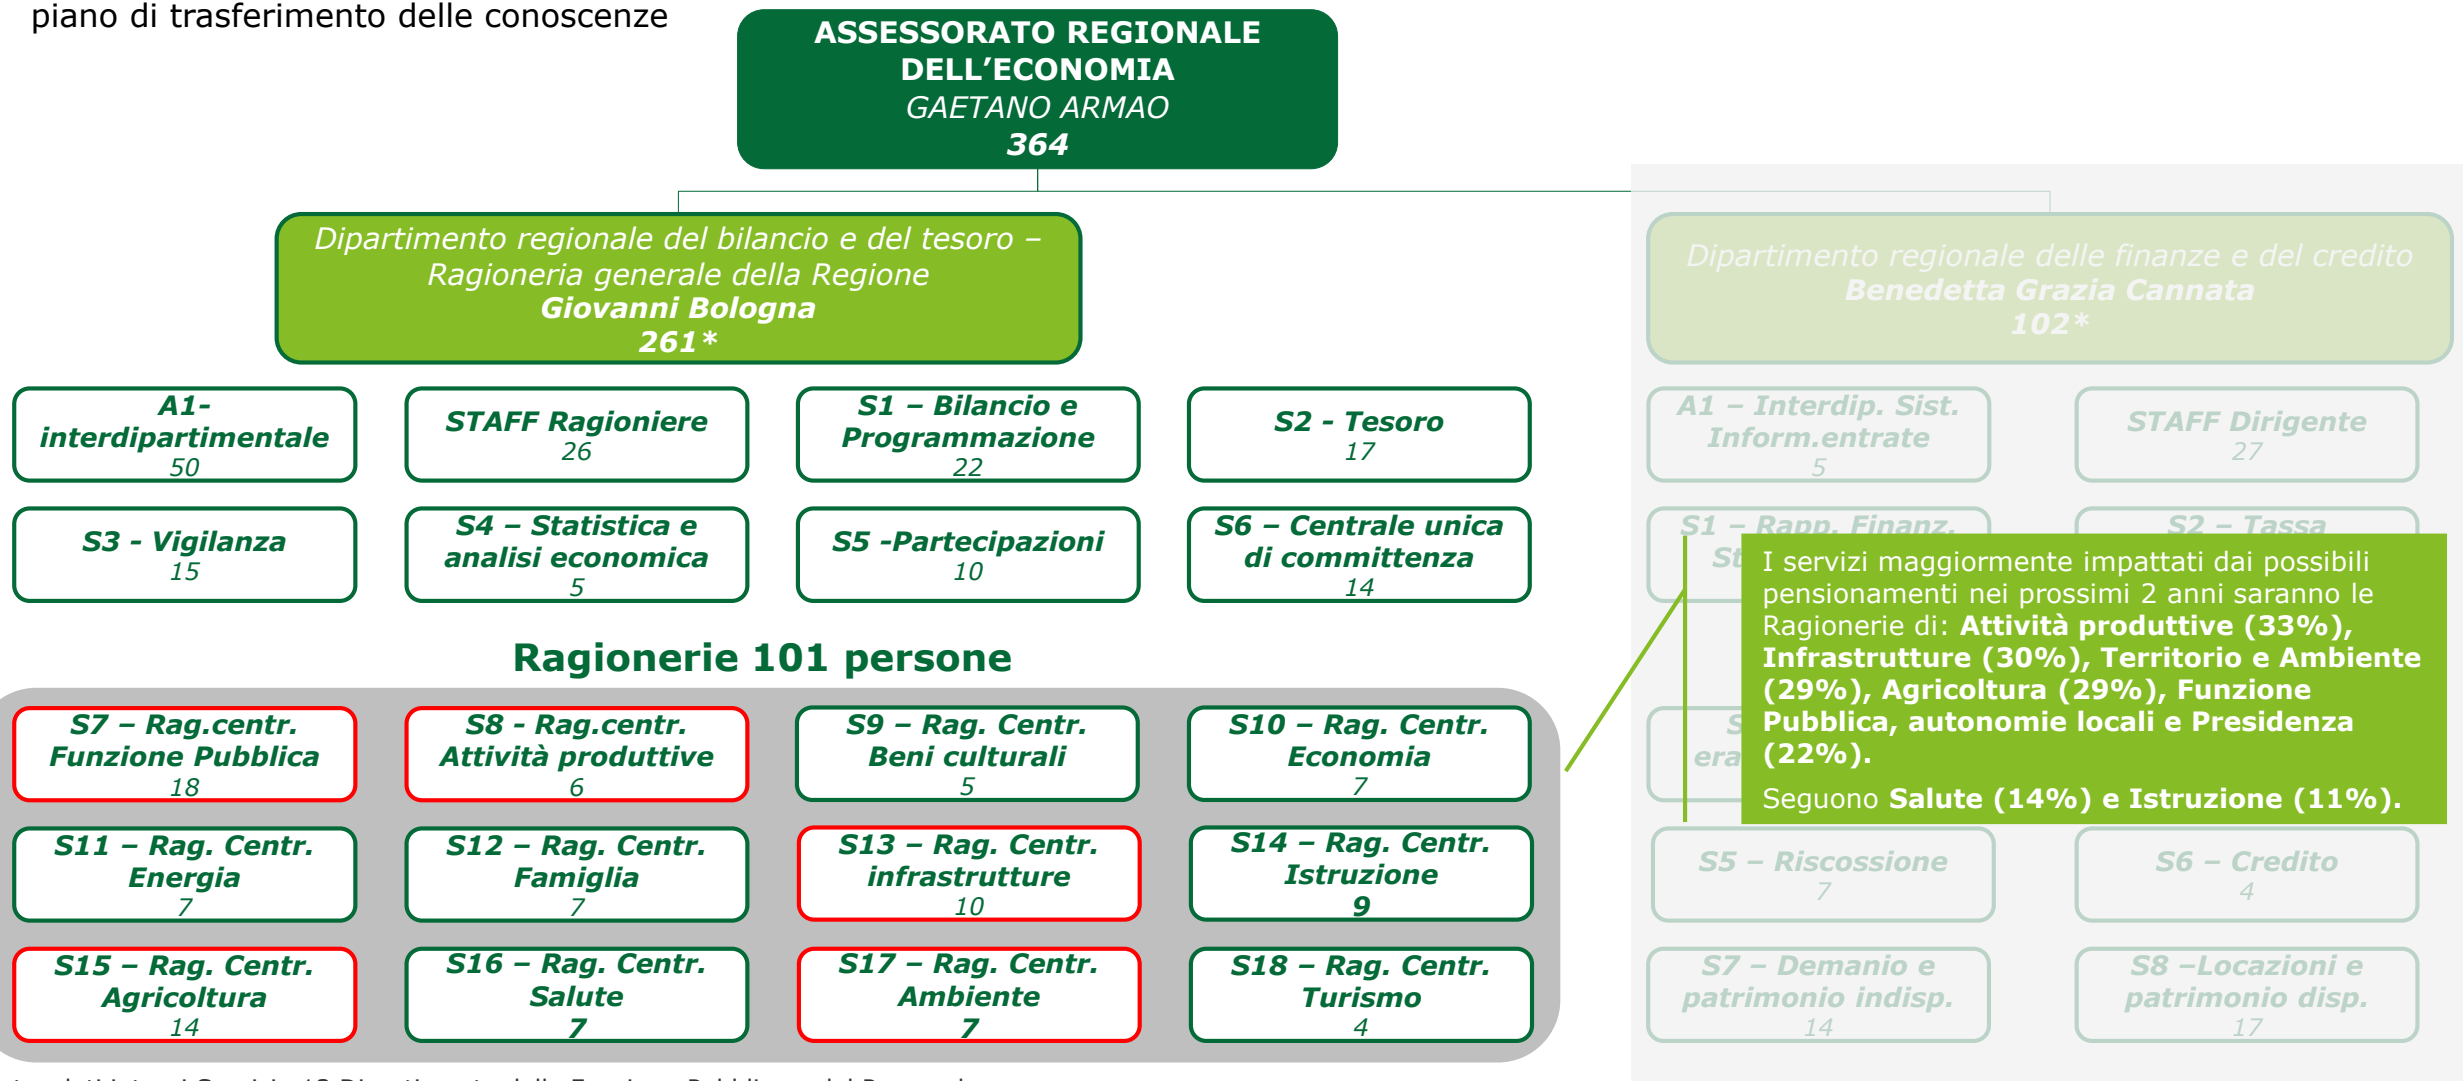 piano di trasferimento delle conoscenze
ASSESSORATO REGIONALE
DELL’ECONOMIA
GAETANO ARMAO
364
Dipartimento regionale del bilancio e del tesoro –
Ragioneria generale della Regione
Giovanni Bologna
261*
Dipartimento regionale delle finanze e del credito
Benedetta Grazia Cannata
102*
A1-
interdipartimentale
50
STAFF Ragioniere
26
S1 – Bilancio e
Programmazione
22
S2 - Tesoro
17
A1 – Interdip. Sist.
Inform.entrate
5
STAFF Dirigente
27
S3 - Vigilanza
15
S4 – Statistica e
analisi economica
5
S5 -Partecipazioni
10
S6 – Centrale unica
di committenza
14
S1 – Rapp. Finanz.
S2 – Tassa
I servizi maggiormente impattati dai possibili
pensionamenti nei prossimi 2 anni saranno le
Ragionerie di: Attività produttive (33%),
Infrastrutture (30%), Territorio e Ambiente
(29%), Agricoltura (29%), Funzione
Pubblica, autonomie locali e Presidenza
(22%).
Seguono Salute (14%) e Istruzione (11%).
Ragionerie 101 persone
S7 – Rag.centr.
Funzione Pubblica
18
S8 - Rag.centr.
Attività produttive
6
S9 – Rag. Centr.
Beni culturali
5
S10 – Rag. Centr.
Economia
7
S11 – Rag. Centr.
Energia
7
S12 – Rag. Centr.
Famiglia
7
S13 – Rag. Centr.
infrastrutture
10
S14 – Rag. Centr.
Istruzione
9
S5 – Riscossione
7
S6 – Credito
4
S15 – Rag. Centr.
Agricoltura
14
S16 – Rag. Centr.
Salute
7
S17 – Rag. Centr.
Ambiente
7
S18 – Rag. Centr.
Turismo
4
S7 – Demanio e
patrimonio indisp.
14
S8 –Locazioni e
patrimonio disp.
17